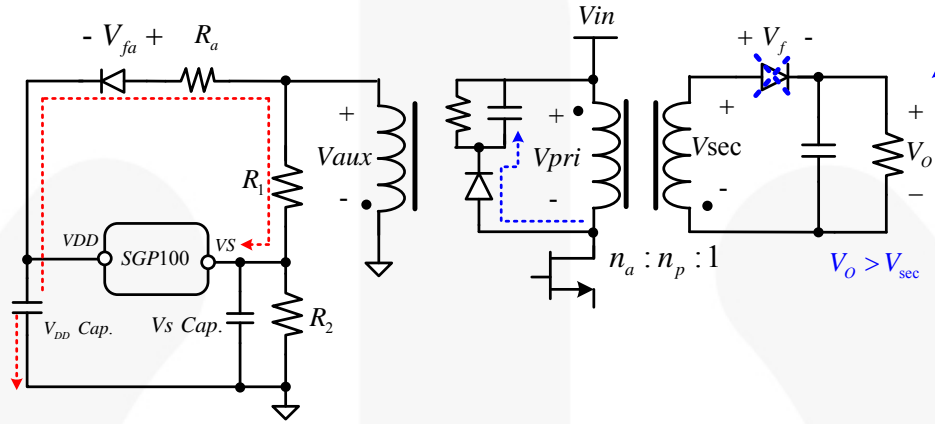 - V_fa +
R_a
Vin
+ V_f -
+
Vaux
-
+
Vpri
-
+
Vsec
-
+
V_O
−
R_1
VDD
SGP100
VS
V_DD Cap.
Vs Cap.
R_2
n_a : n_p : 1
V_O > V_sec